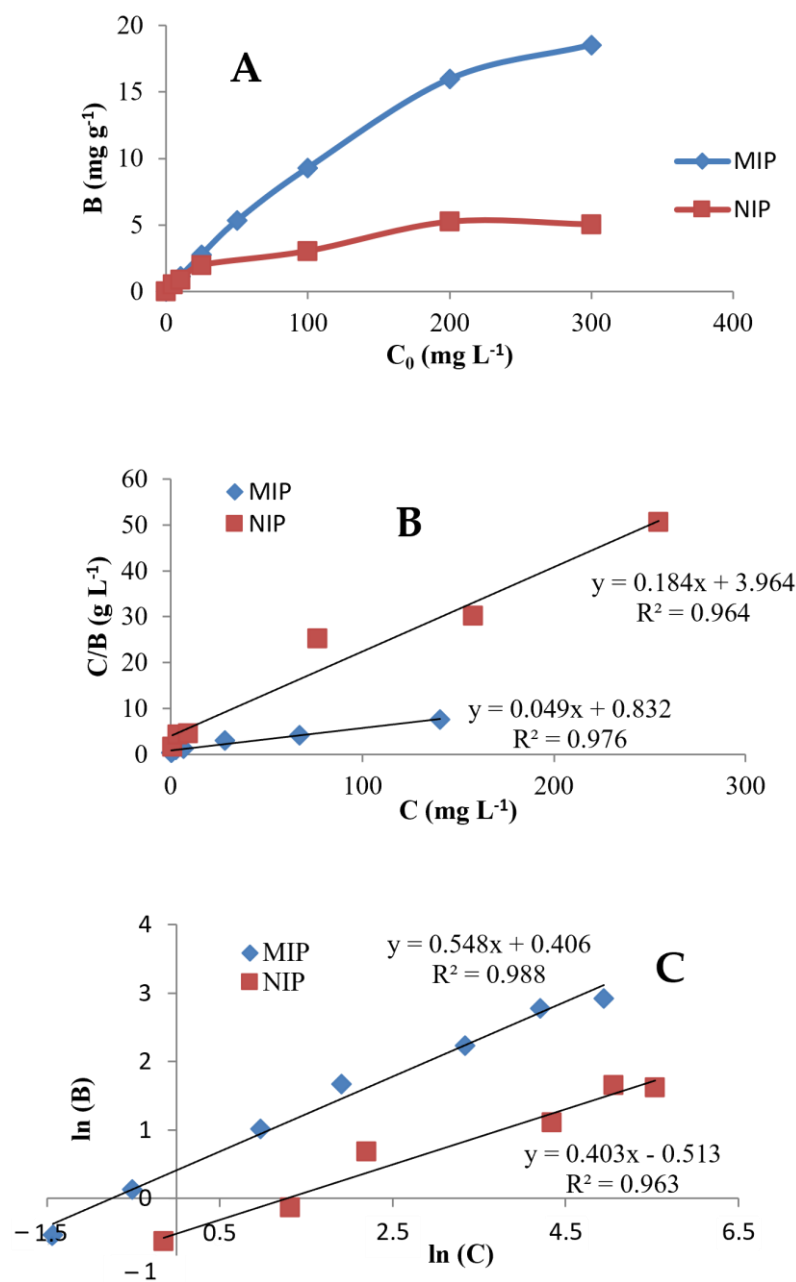 A
20
15
10
5
0
B (mg g⁻¹)
MIP
NIP
0 100 200 300 400
C₀ (mg L⁻¹)
60
50
40
30
20
10
0
C/B (g L⁻¹)
MIP
NIP
B
y = 0.184x + 3.964
R² = 0.964
y = 0.049x + 0.832
R² = 0.976
0 100 200 300
C (mg L⁻¹)
4
3
2
1
0
–1
ln (B)
MIP
NIP
y = 0.548x + 0.406
R² = 0.988
C
y = 0.403x - 0.513
R² = 0.963
–1.5 0.5 2.5 4.5 6.5
ln (C)